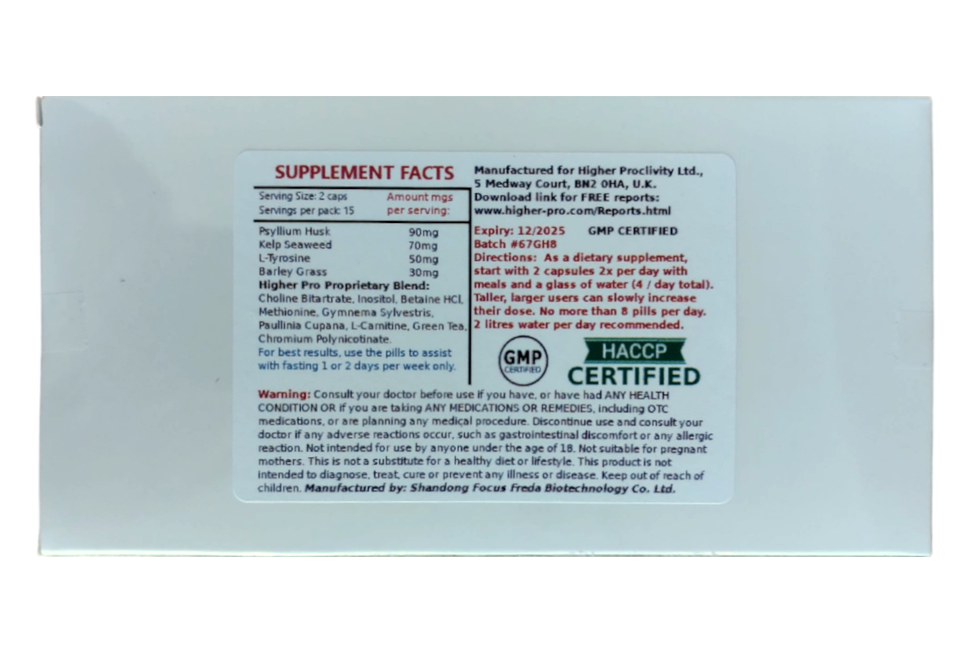 SUPPLEMENT FACTS
Serving Size: 2 caps
Servings per pack: 15
Amount mgs
per serving:
Psyllium Husk 90mg
Kelp Seaweed 70mg
L-Tyrosine 50mg
Barley Grass 30mg
Higher Pro Proprietary Blend:
Choline Bitartrate, Inositol, Betaine HCl,
Methionine, Gymnema Sylvestris,
Paullinia Cupana, L-Carnitine, Green Tea,
Chromium Polynicotinate.
For best results, use the pills to assist
with fasting 1 or 2 days per week only.
Manufactured for Higher Proclivity Ltd.,
5 Medway Court, BN2 0HA, U.K.
Download link for FREE reports:
www.higher-pro.com/Reports.html
Expiry: 12/2025 GMP CERTIFIED
Batch #67GH8
Directions: As a dietary supplement,
start with 2 capsules 2x per day with
meals and a glass of water (4 / day total).
Taller, larger users can slowly increase
their dose. No more than 8 pills per day.
2 litres water per day recommended.
GMP
CERTIFIED
HACCP
CERTIFIED
Warning: Consult your doctor before use if you have, or have had ANY HEALTH
CONDITION OR if you are taking ANY MEDICATIONS OR REMEDIES, including OTC
medications, or are planning any medical procedure. Discontinue use and consult your
doctor if any adverse reactions occur, such as gastrointestinal discomfort or any allergic
reaction. Not intended for use by anyone under the age of 18. Not suitable for pregnant
mothers. This is not a substitute for a healthy diet or lifestyle. This product is not
intended to diagnose, treat, cure or prevent any illness or disease. Keep out of reach of
children. Manufactured by: Shandong Focus Freda Biotechnology Co. Ltd.